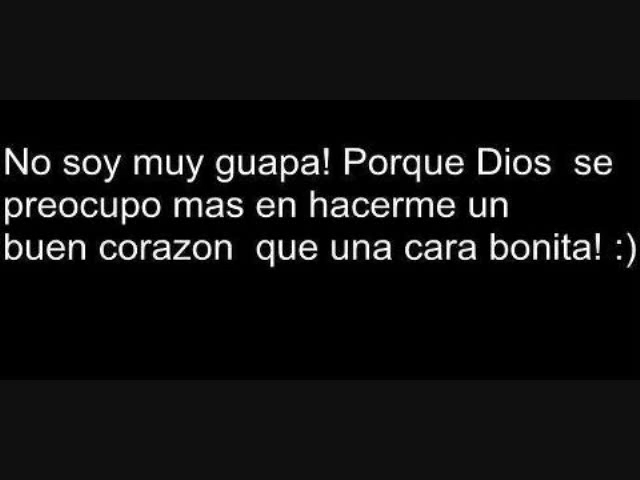 No soy muy guapa! Porque Dios  se
preocupo mas en hacerme un
buen corazon  que una cara bonita! :)